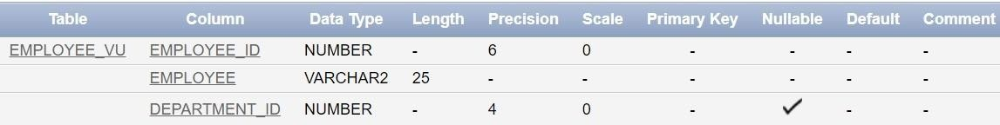 Table Column Data Type Length Precision Scale Primary Key Nullable Default Comment
EMPLOYEE_VU EMPLOYEE_ID NUMBER - 6 0 - - - -
EMPLOYEE VARCHAR2 25 - - - - - -
DEPARTMENT_ID NUMBER - 4 0 - ✓ - -